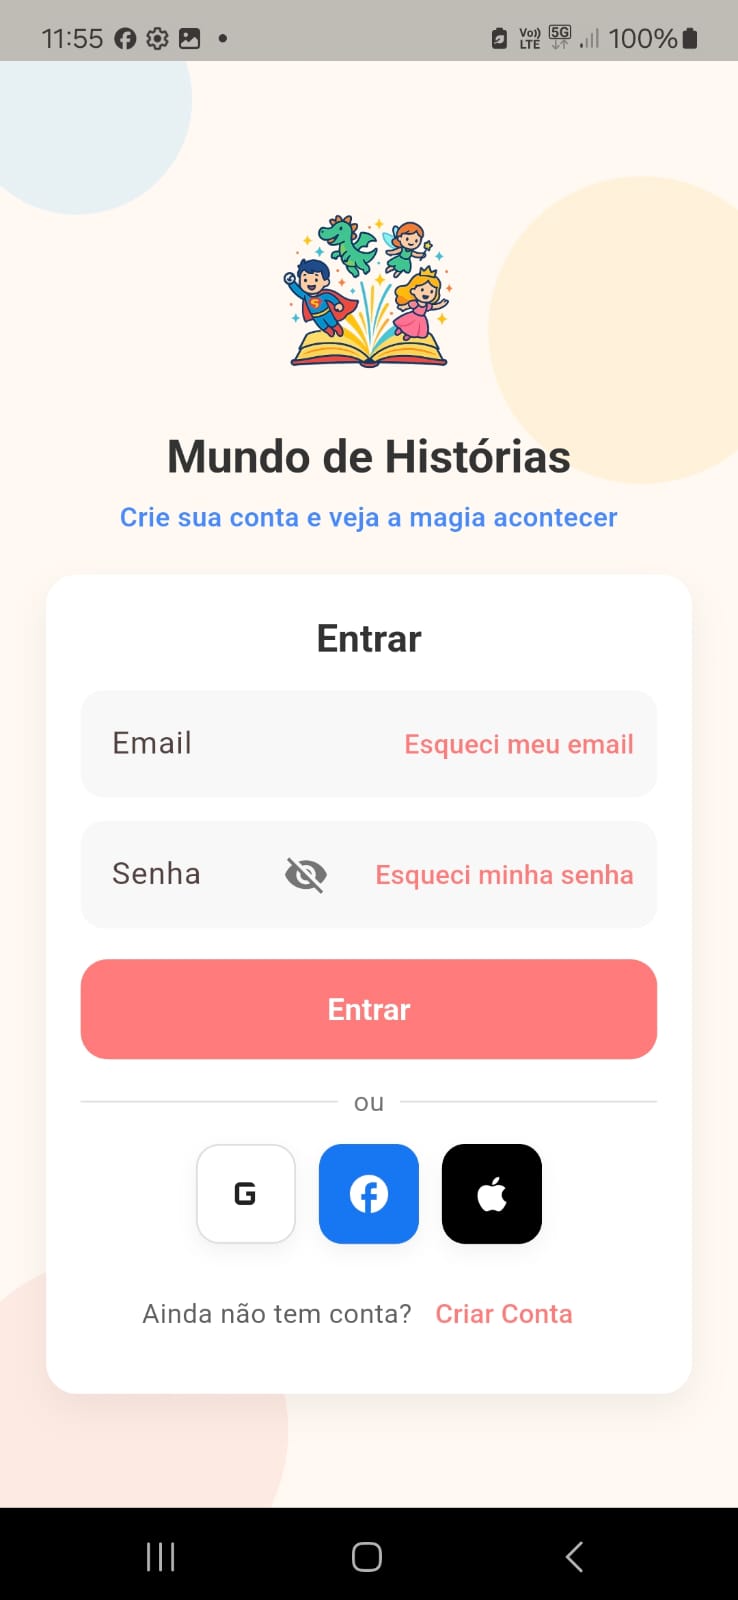 11:55 Vo)) LTE 5G 100%
Mundo de Histórias
Crie sua conta e veja a magia acontecer
Entrar
Email Esqueci meu email
Senha Esqueci minha senha
Entrar
ou
G
Ainda não tem conta? Criar Conta